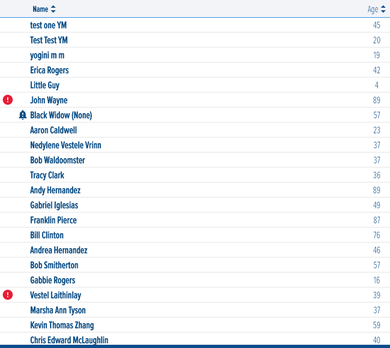 Name Age
test one YM 45
Test Test YM 20
yogini m m 19
Erica Rogers 42
Little Guy 4
John Wayne 89
Black Widow (None) 57
Aaron Caldwell 23
Nedylene Vestele Vrinn 37
Bob Waldoomster 37
Tracy Clark 36
Andy Hernandez 89
Gabriel Iglesias 49
Franklin Pierce 87
Bill Clinton 76
Andrea Hernandez 46
Bob Smitherton 57
Gabbie Rogers 16
Vestel Laithinlay 39
Marsha Ann Tyson 37
Kevin Thomas Zhang 59
Chris Edward McLaughlin 40